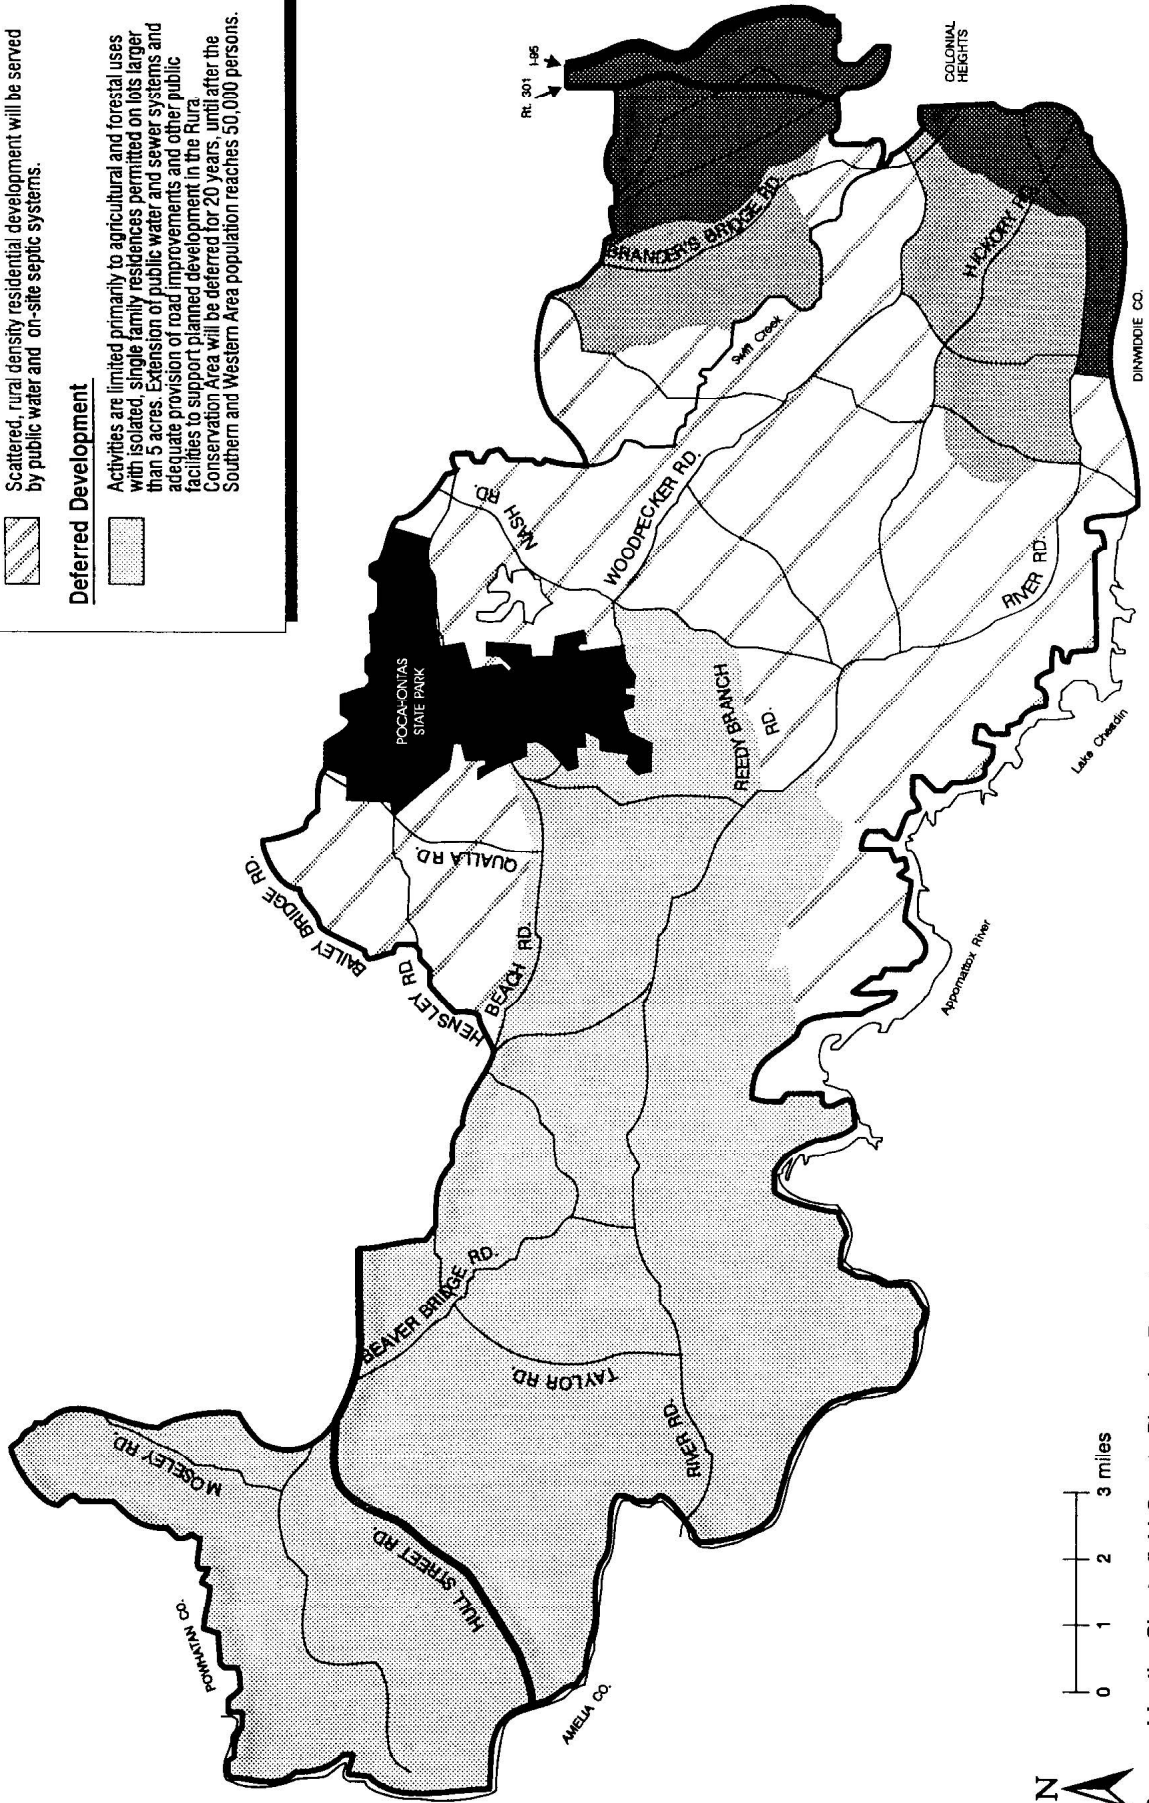 Scattered, rural density residential development will be served
by public water and on-site septic systems.
Deferred Development
Activities are limited primarily to agricultural and forestal uses
with isolated, single family residences permitted on lots larger
than 5 acres. Extension of public water and sewer systems and
adequate provision of road improvements and other public
facilities to support planned development in the Rura
Conservation Area will be deferred for 20 years, until after the
Southern and Western Area population reaches 50,000 persons.
POWHATAN CO.
MOSELEY RD.
HULL STREET RD.
AMELIA CO.
BEAVER BRIDGE RD.
TAYLOR RD.
RIVER RD.
BAILEY BRIDGE RD.
HENSLEY RD.
BEACH RD.
QUALLA RD.
POCAHONTAS
STATE PARK
NASH RD.
WOODPECKER RD.
REEDY BRANCH
RD.
RIVER RD.
Appomattox River
Lake Chesdin
Swift Creek
BRANDER'S BRIDGE RD.
HICKORY RD.
Rt. 301
I-95
COLONIAL
HEIGHTS
DINWIDDIE CO.
N
0 1 2 3 miles